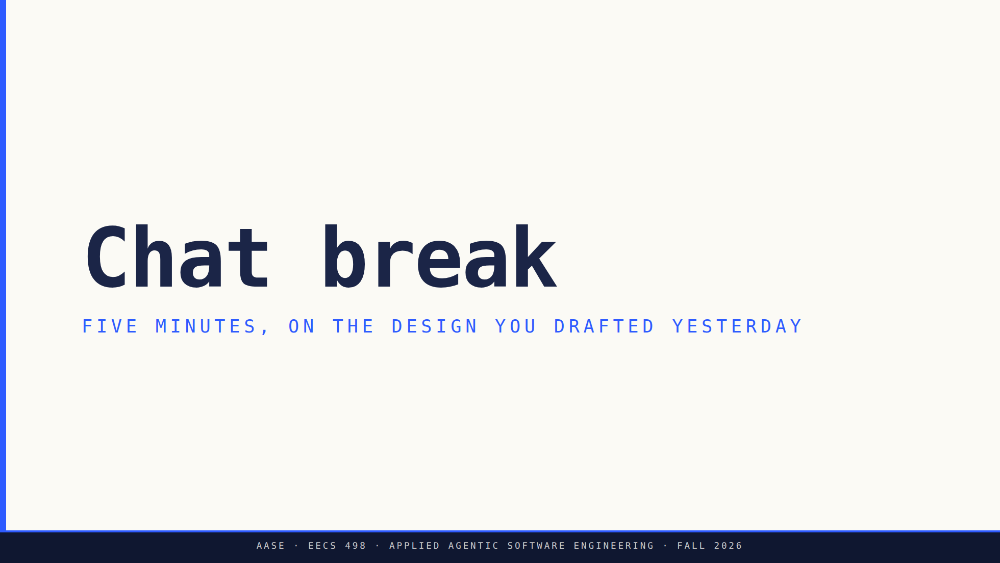 Chat break
FIVE MINUTES, ON THE DESIGN YOU DRAFTED YESTERDAY
AASE · EECS 498 · APPLIED AGENTIC SOFTWARE ENGINEERING · FALL 2026